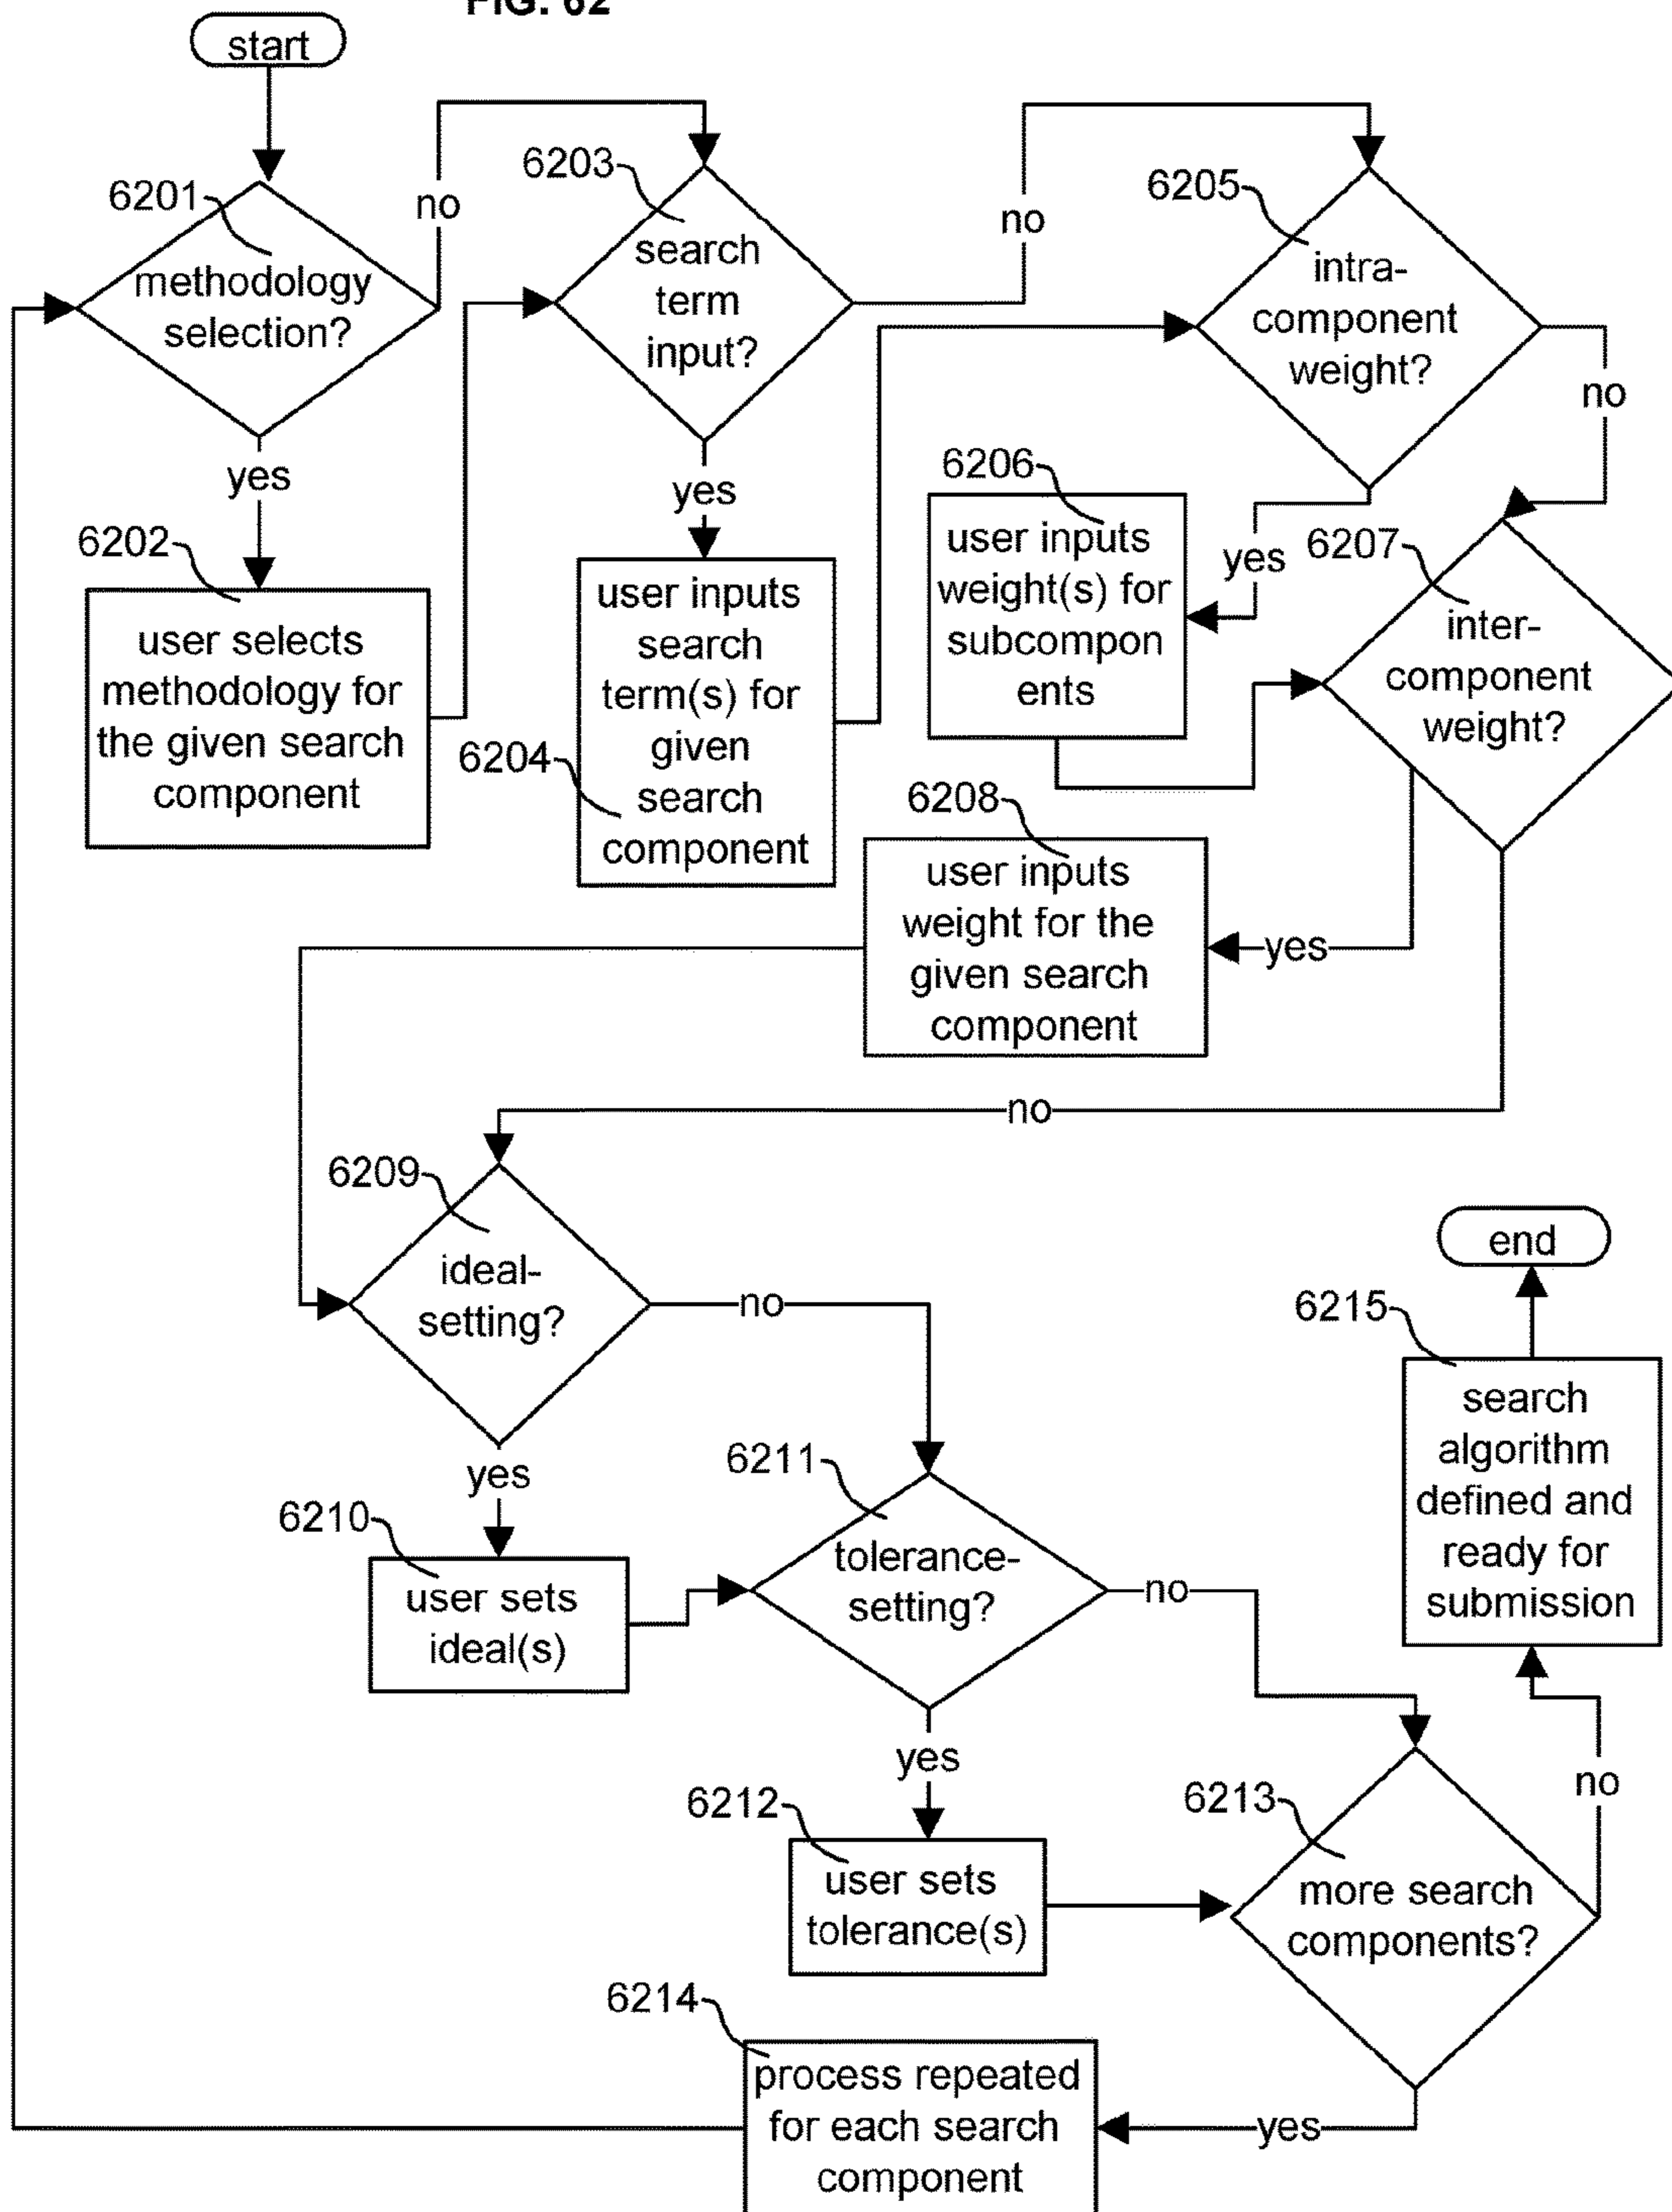 FIG. 62
start
6201
methodology
selection?
no
yes
6202
user selects
methodology for
the given search
component
6203
search
term
input?
no
yes
6204
user inputs
search
term(s) for
given
search
component
6205
intra-
component
weight?
no
yes
6206
user inputs
weight(s) for
subcompon
ents
6207
inter-
component
weight?
6208
user inputs
weight for the
given search
component
yes
no
6209
ideal-
setting?
no
yes
6210
user sets
ideal(s)
6211
tolerance-
setting?
no
yes
6212
user sets
tolerance(s)
6213
more search
components?
no
yes
6214
process repeated
for each search
component
6215
search
algorithm
defined and
ready for
submission
end